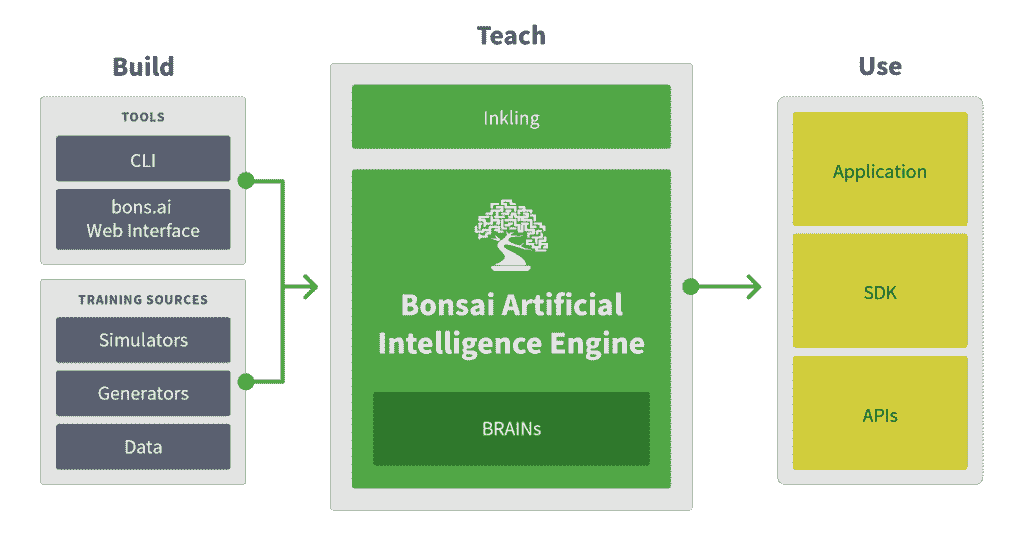 Build
TOOLS
CLI
bons.ai
Web Interface
TRAINING SOURCES
Simulators
Generators
Data
Teach
Inkling
Bonsai Artificial
Intelligence Engine
BRAINs
Use
Application
SDK
APIs